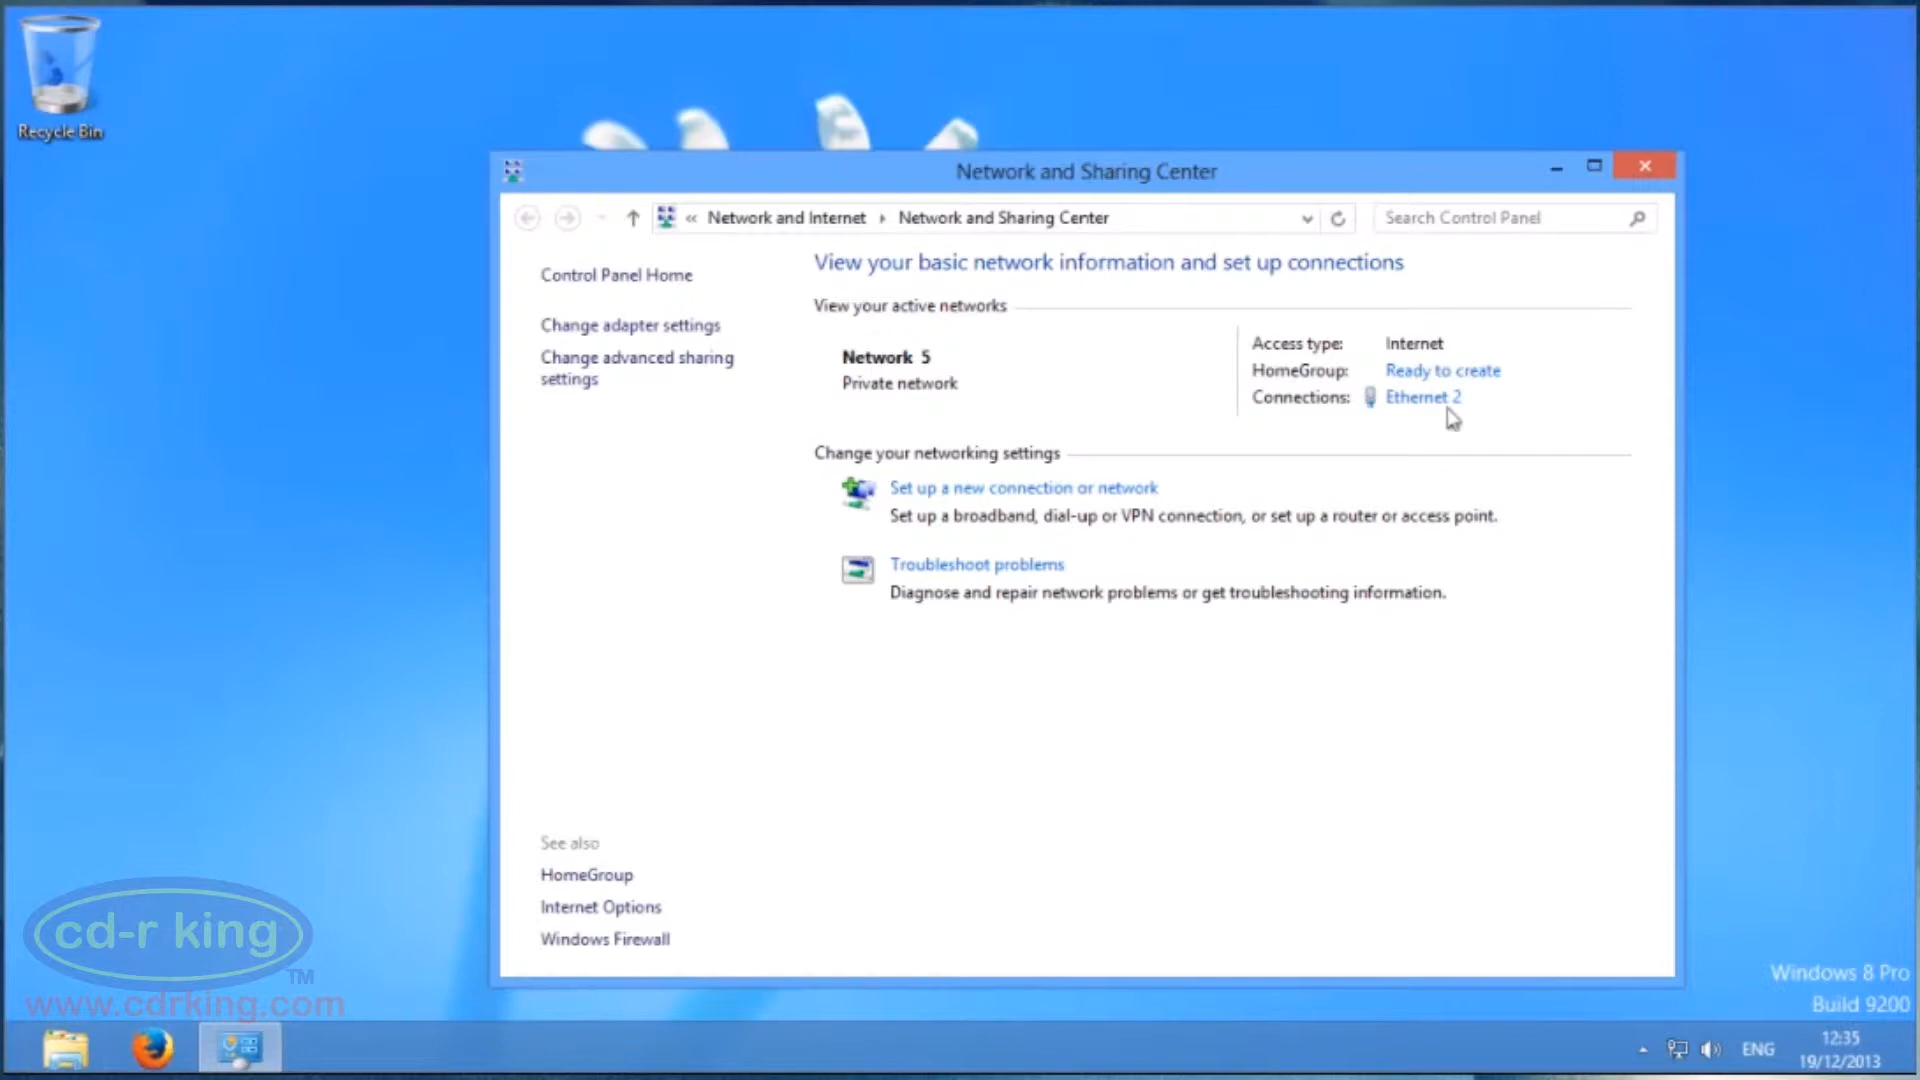 Recycle Bin
Network and Sharing Center
« Network and Internet Network and Sharing Center
Search Control Panel
Control Panel Home
Change adapter settings
Change advanced sharing
settings
View your basic network information and set up connections
View your active networks
Network 5
Private network
Access type: Internet
HomeGroup: Ready to create
Connections: Ethernet 2
Change your networking settings
Set up a new connection or network
Set up a broadband, dial-up or VPN connection, or set up a router or access point.
Troubleshoot problems
Diagnose and repair network problems or get troubleshooting information.
See also
HomeGroup
Internet Options
Windows Firewall
cd-r king
TM
www.cdrking.com
Windows 8 Pro
Build 9200
ENG
12:35
19/12/2013